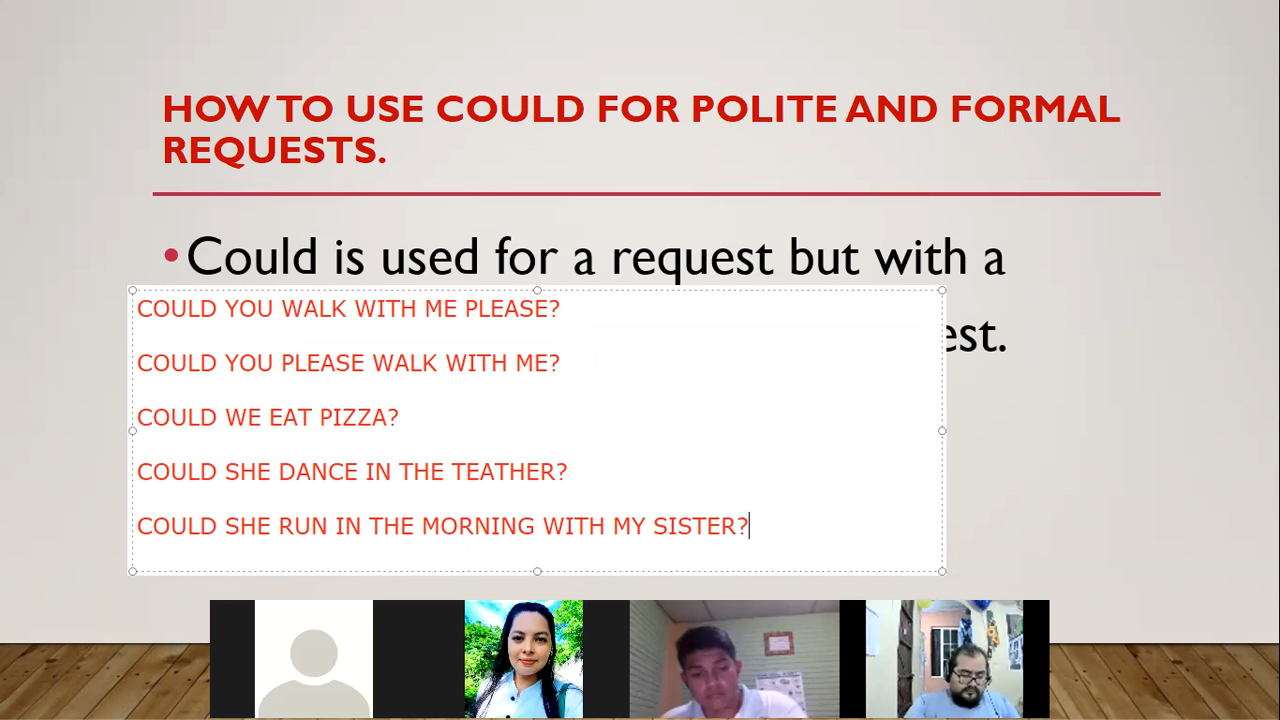 HOW TO USE COULD FOR POLITE AND FORMAL
REQUESTS.
•Could is used for a request but with a
est.
COULD YOU WALK WITH ME PLEASE?
COULD YOU PLEASE WALK WITH ME?
COULD WE EAT PIZZA?
COULD SHE DANCE IN THE TEATHER?
COULD SHE RUN IN THE MORNING WITH MY SISTER?